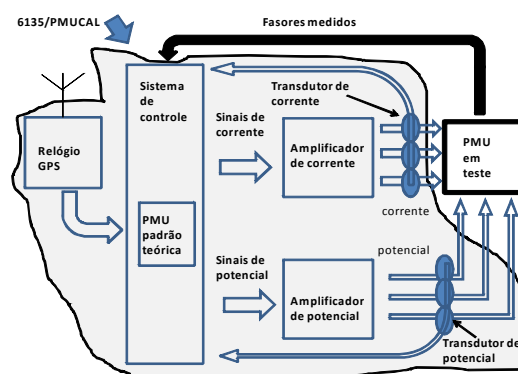 6135/PMUCAL
Fasores medidos
Sistema
de
controle
Transdutor de
corrente
Sinais de
corrente
Relógio
GPS
Amplificador
de corrente
PMU
em
teste
PMU
padrão
teórica
corrente
potencial
Sinais de
potencial
Amplificador
de potencial
Transdutor de
potencial